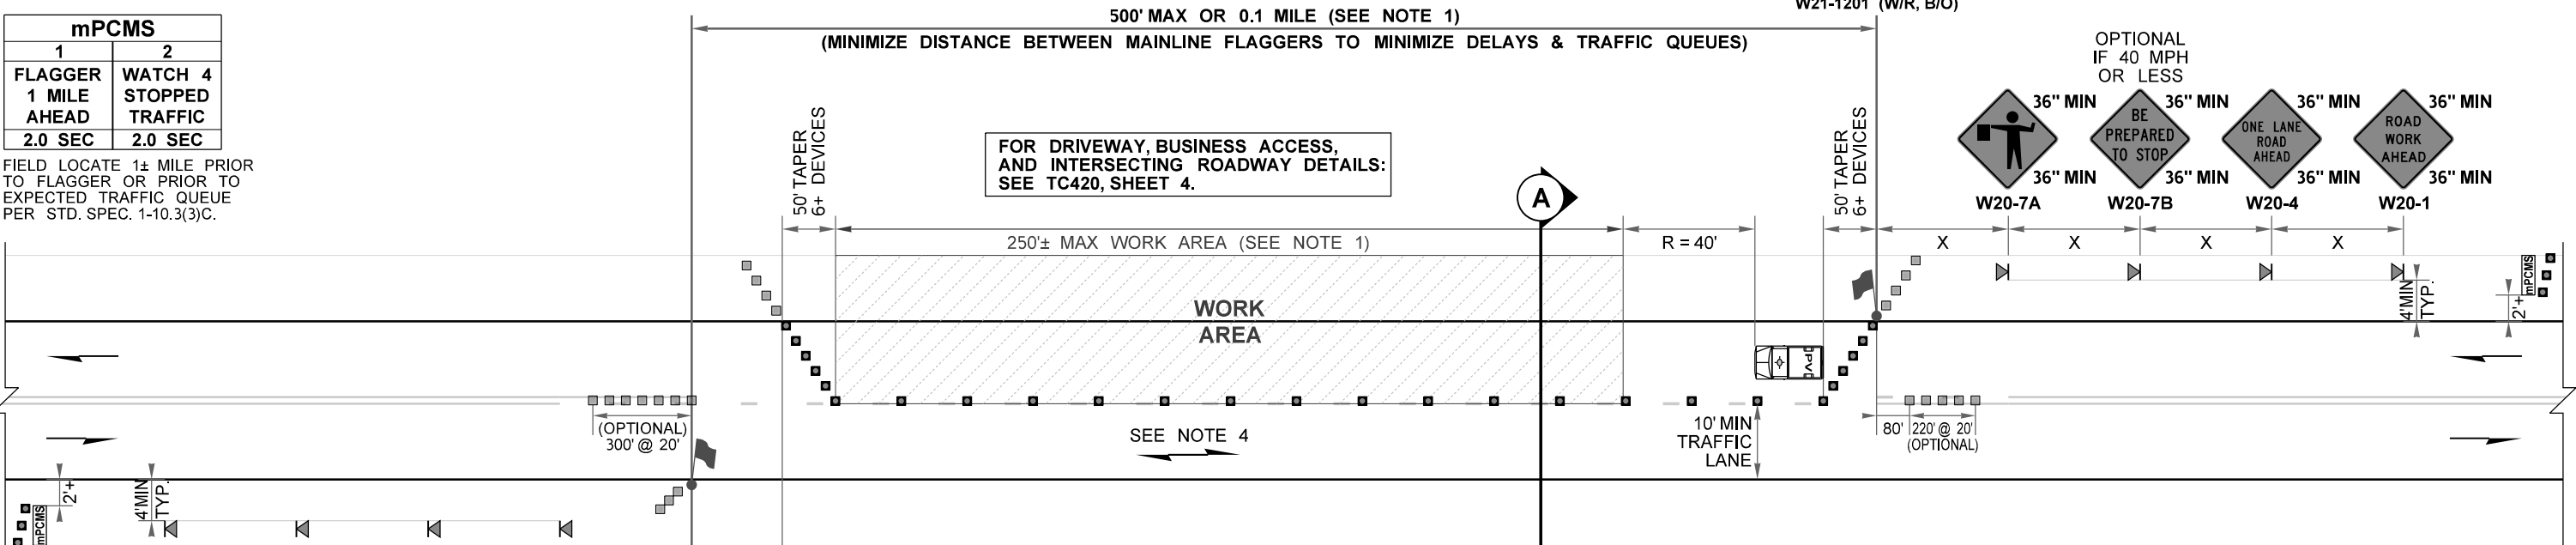 mPCMS
1 2
FLAGGER WATCH 4
1 MILE STOPPED
AHEAD TRAFFIC
2.0 SEC 2.0 SEC
FIELD LOCATE 1± MILE PRIOR
TO FLAGGER OR PRIOR TO
EXPECTED TRAFFIC QUEUE
PER STD. SPEC. 1-10.3(3)C.
500' MAX OR 0.1 MILE (SEE NOTE 1)
(MINIMIZE DISTANCE BETWEEN MAINLINE FLAGGERS TO MINIMIZE DELAYS & TRAFFIC QUEUES)
W21-1201 (W/R, B/O)
OPTIONAL
IF 40 MPH
OR LESS
50' TAPER
6+ DEVICES
FOR DRIVEWAY, BUSINESS ACCESS,
AND INTERSECTING ROADWAY DETAILS:
SEE TC420, SHEET 4.
A
50' TAPER
6+ DEVICES
36" MIN
36" MIN
W20-7A
BE
PREPARED
TO STOP
36" MIN
36" MIN
W20-7B
ONE LANE
ROAD
AHEAD
36" MIN
36" MIN
W20-4
ROAD
WORK
AHEAD
36" MIN
36" MIN
W20-1
250'± MAX WORK AREA (SEE NOTE 1)
R = 40'
X X X X
WORK
AREA
PV
4'MIN
TYP.
2'+
mPCMS
(OPTIONAL)
300' @ 20'
SEE NOTE 4
10' MIN
TRAFFIC
LANE
80' 220' @ 20'
(OPTIONAL)
2'+
4'MIN
TYP.
mPCMS